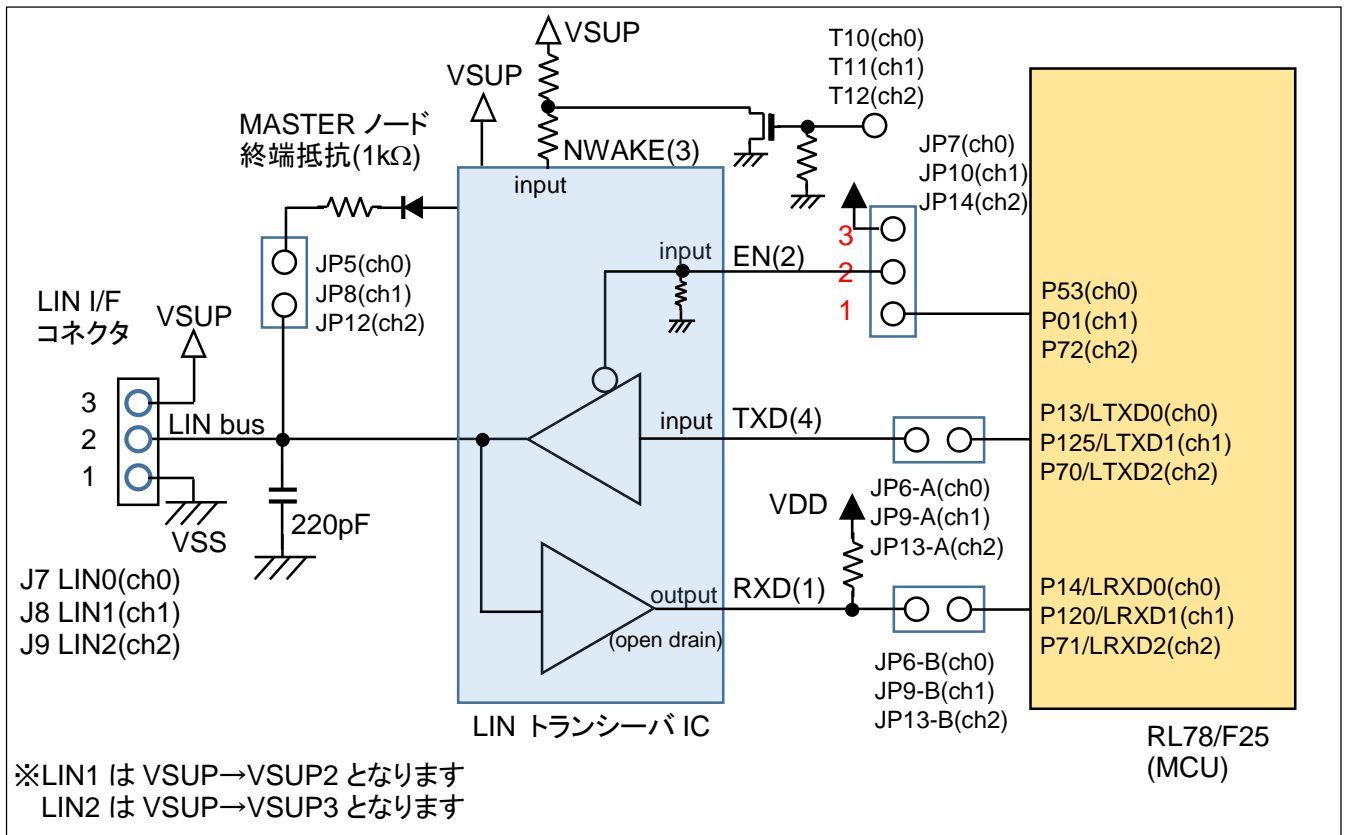 VSUP
VSUP
T10(ch0)
T11(ch1)
T12(ch2)
MASTER ノード
終端抵抗(1kΩ)
NWAKE(3)
input
JP7(ch0)
JP10(ch1)
JP14(ch2)
3
2
1
input
EN(2)
JP5(ch0)
JP8(ch1)
JP12(ch2)
P53(ch0)
P01(ch1)
P72(ch2)
LIN I/F
コネクタ
VSUP
3
2
1
LIN bus
VSS
220pF
input
TXD(4)
P13/LTXD0(ch0)
P125/LTXD1(ch1)
P70/LTXD2(ch2)
JP6-A(ch0)
JP9-A(ch1)
JP13-A(ch2)
VDD
J7 LIN0(ch0)
J8 LIN1(ch1)
J9 LIN2(ch2)
output
(open drain)
RXD(1)
P14/LRXD0(ch0)
P120/LRXD1(ch1)
P71/LRXD2(ch2)
JP6-B(ch0)
JP9-B(ch1)
JP13-B(ch2)
LIN トランシーバ IC
RL78/F25
(MCU)
※LIN1 は VSUP→VSUP2 となります
LIN2 は VSUP→VSUP3 となります